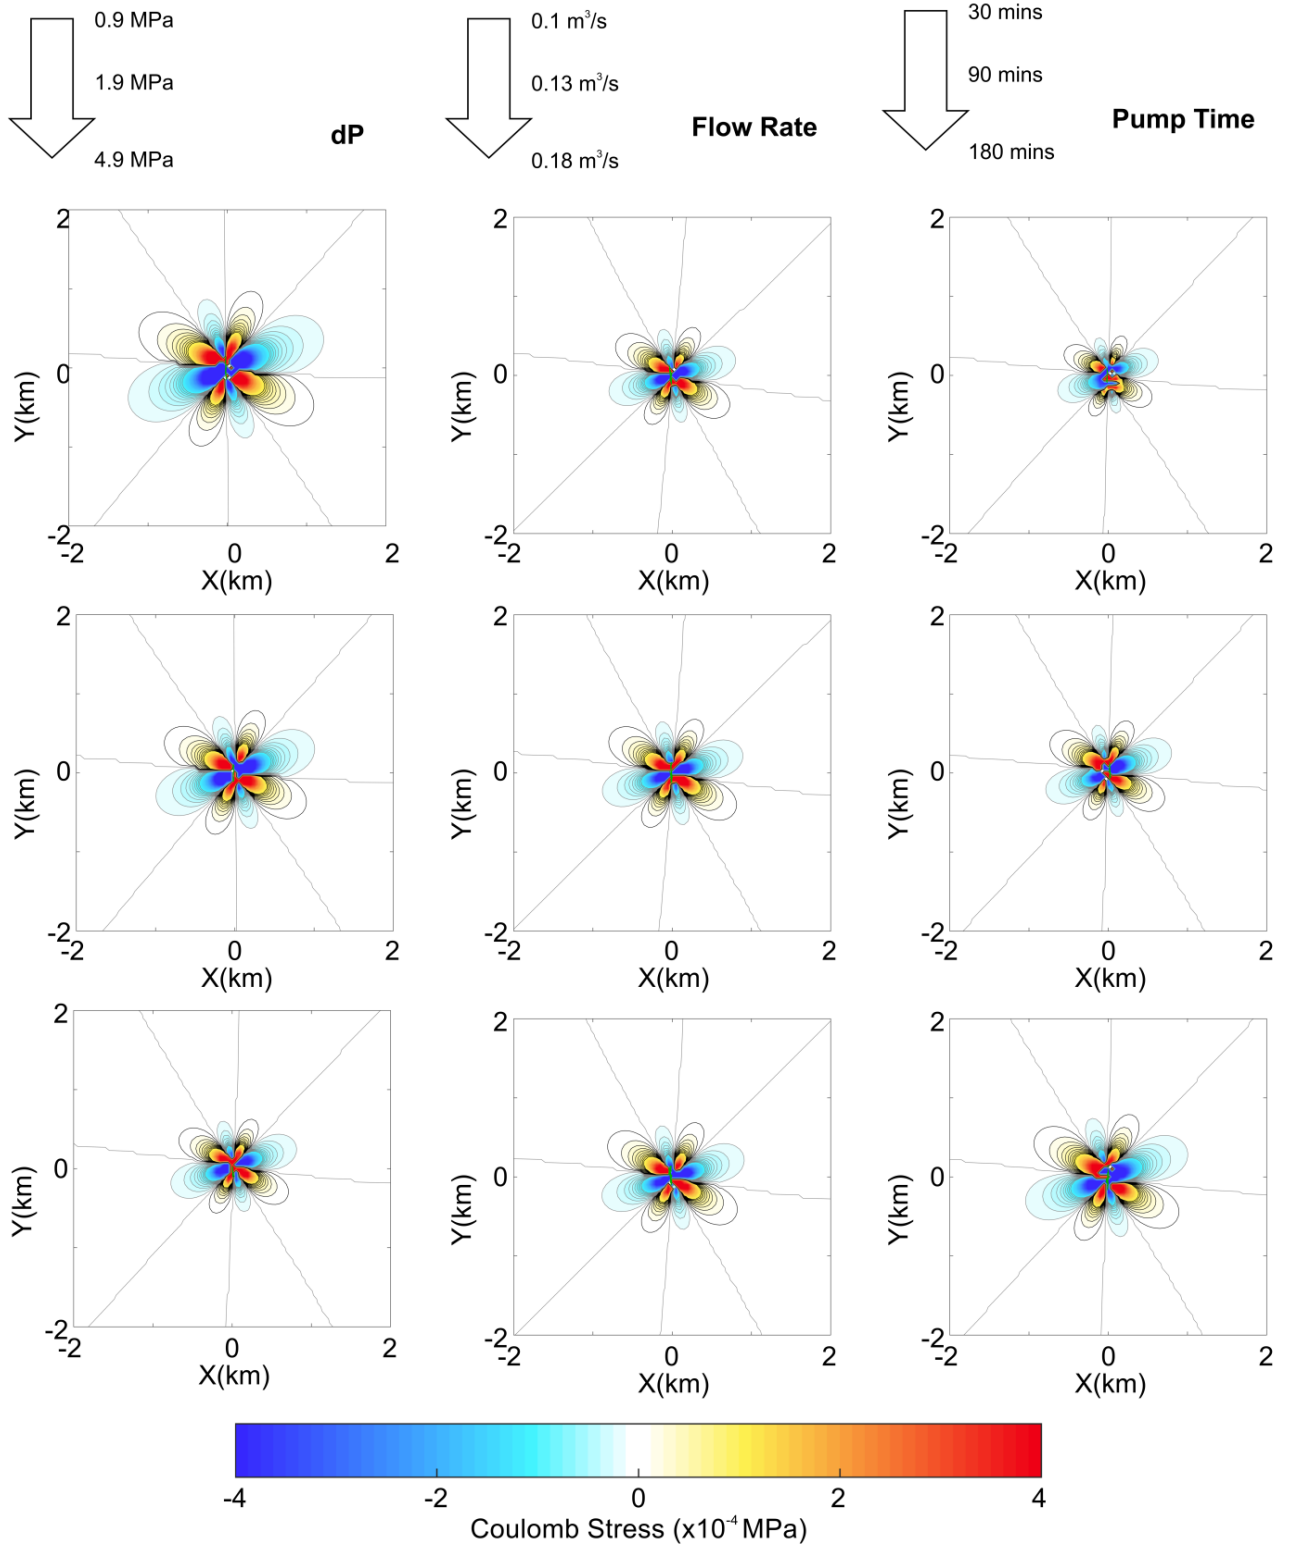 0.9 MPa
1.9 MPa
4.9 MPa
dP
0.1 m³/s
0.13 m³/s
0.18 m³/s
Flow Rate
30 mins
90 mins
180 mins
Pump Time
2
0
-2
Y(km)
-2 0 2
X(km)
2
0
-2
Y(km)
-2 0 2
X(km)
2
0
-2
Y(km)
-2 0 2
X(km)
2
0
-2
Y(km)
-2 0 2
X(km)
2
0
-2
Y(km)
-2 0 2
X(km)
2
0
-2
Y(km)
-2 0 2
X(km)
2
0
-2
Y(km)
-2 0 2
X(km)
2
0
-2
Y(km)
-2 0 2
X(km)
2
0
-2
Y(km)
-2 0 2
X(km)
-4 -2 0 2 4
Coulomb Stress (x10⁻⁴ MPa)